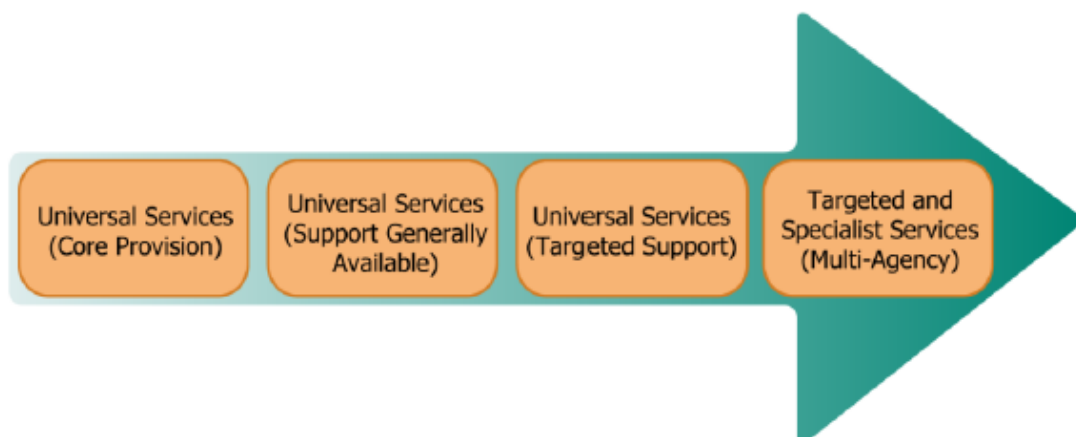 Universal Services
(Core Provision)
Universal Services
(Support Generally
Available)
Universal Services
(Targeted Support)
Targeted and
Specialist Services
(Multi-Agency)